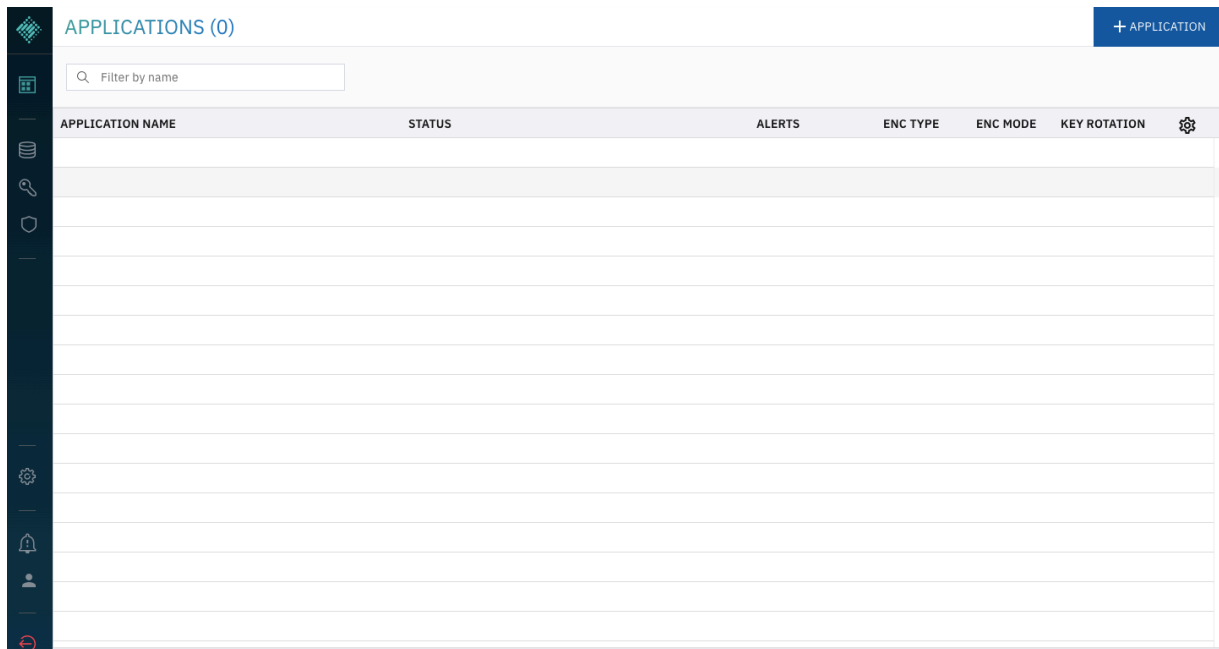 APPLICATIONS (0)
+ APPLICATION
Filter by name
APPLICATION NAME STATUS ALERTS ENC TYPE ENC MODE KEY ROTATION